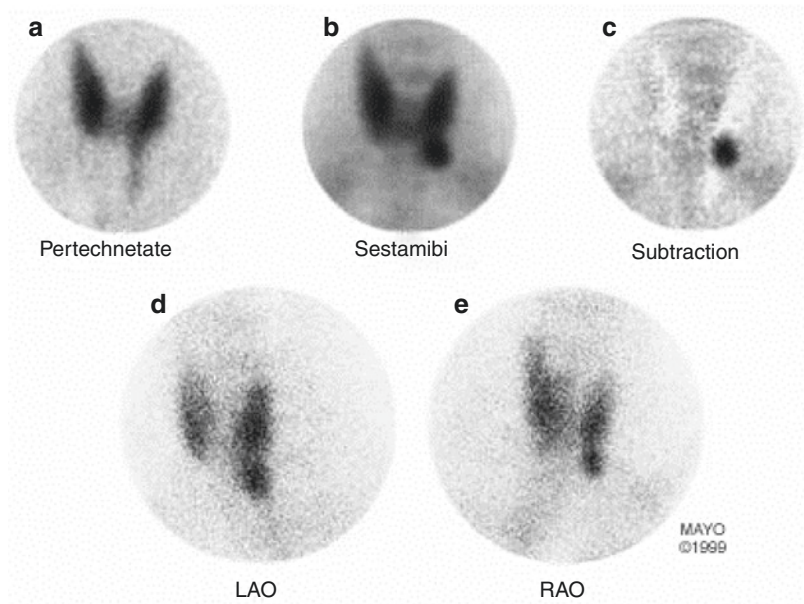 a
b
c
Pertechnetate
Sestamibi
Subtraction
d
e
MAYO
©1999
LAO
RAO